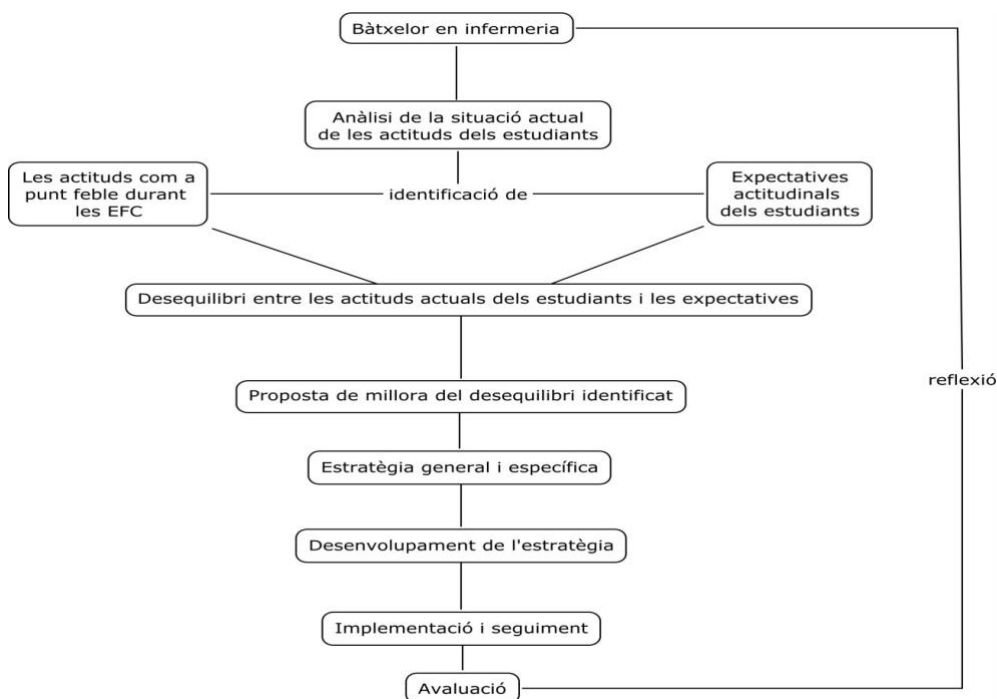 Bàtxelor en infermeria
Anàlisi de la situació actual
de les actituds dels estudiants
Les actituds com a
punt feble durant
les EFC
identificació de
Expectatives
actitudinals
dels estudiants
Desequilibri entre les actituds actuals dels estudiants i les expectatives
reflexió
Proposta de millora del desequilibri identificat
Estratègia general i específica
Desenvolupament de l'estratègia
Implementació i seguiment
Avaluació